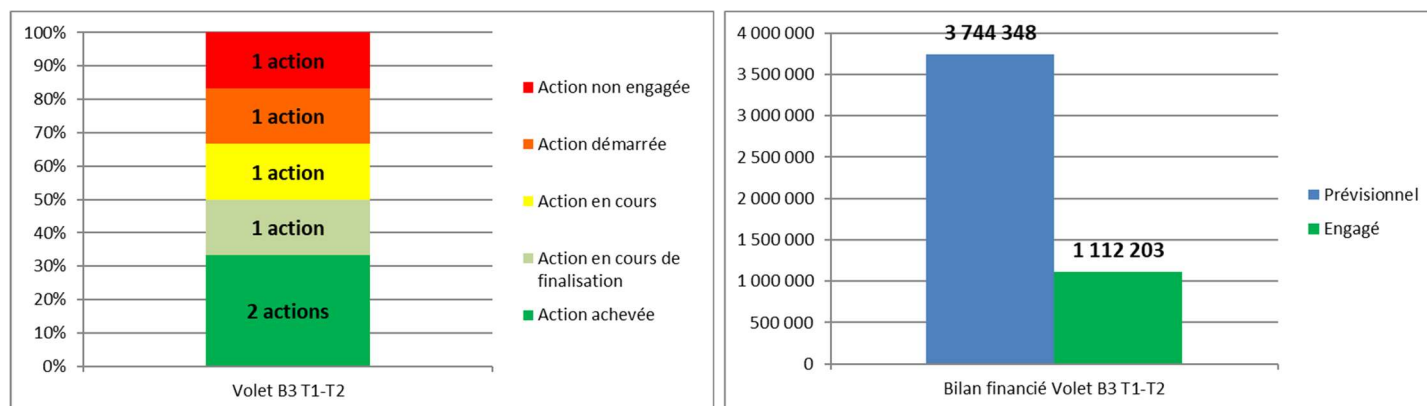 100%
90%
80%
70%
60%
50%
40%
30%
20%
10%
0%
1 action
1 action
1 action
1 action
2 actions
Volet B3 T1-T2
Action non engagée
Action démarrée
Action en cours
Action en cours de
finalisation
Action achevée
4 000 000
3 500 000
3 000 000
2 500 000
2 000 000
1 500 000
1 000 000
500 000
0
3 744 348
1 112 203
Bilan financié Volet B3 T1-T2
Prévisionnel
Engagé